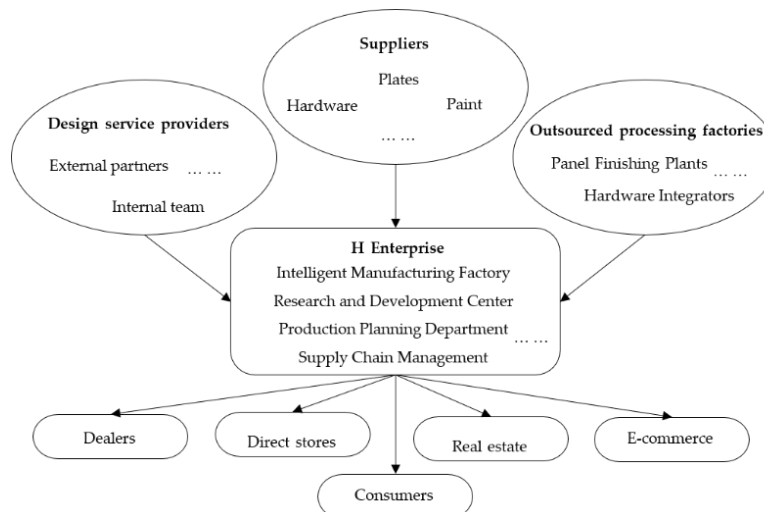 Suppliers
Plates
Hardware
Paint
... ...
Design service providers
External partners
... ...
Internal team
Outsourced processing factories
Panel Finishing Plants
... ...
Hardware Integrators
H Enterprise
Intelligent Manufacturing Factory
Research and Development Center
Production Planning Department
... ...
Supply Chain Management
Dealers
Direct stores
Real estate
E-commerce
Consumers